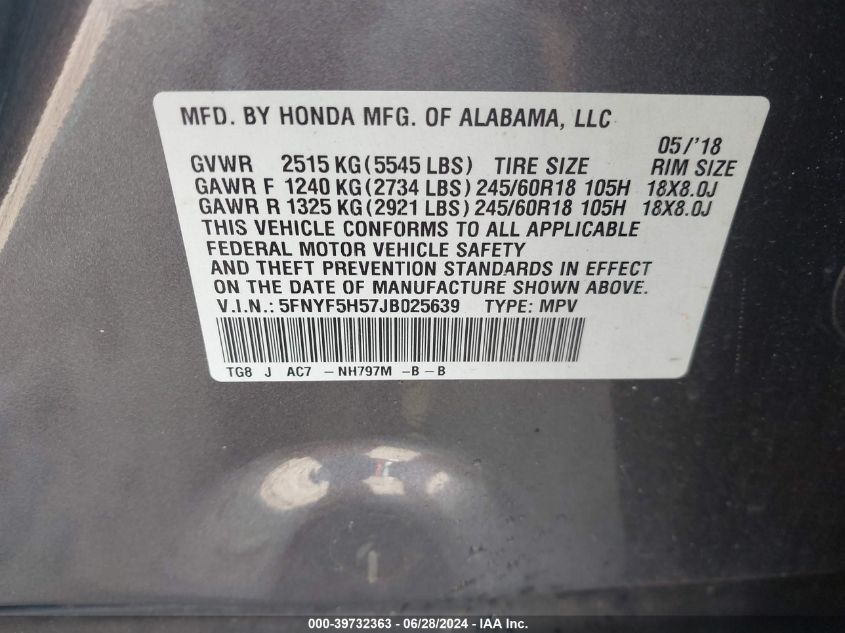 MFD. BY HONDA MFG. OF ALABAMA, LLC
05/'18
GVWR 2515 KG(5545 LBS) TIRE SIZE RIM SIZE
GAWR F 1240 KG(2734 LBS) 245/60R18 105H 18X8.0J
GAWR R 1325 KG(2921 LBS) 245/60R18 105H 18X8.0J
THIS VEHICLE CONFORMS TO ALL APPLICABLE
FEDERAL MOTOR VEHICLE SAFETY
AND THEFT PREVENTION STANDARDS IN EFFECT
ON THE DATE OF MANUFACTURE SHOWN ABOVE.
V.I.N.: 5FNYF5H57JB025639 TYPE: MPV
TG8 J AC7 -NH797M -B-B
000-39732363 - 06/28/2024 - IAA Inc.